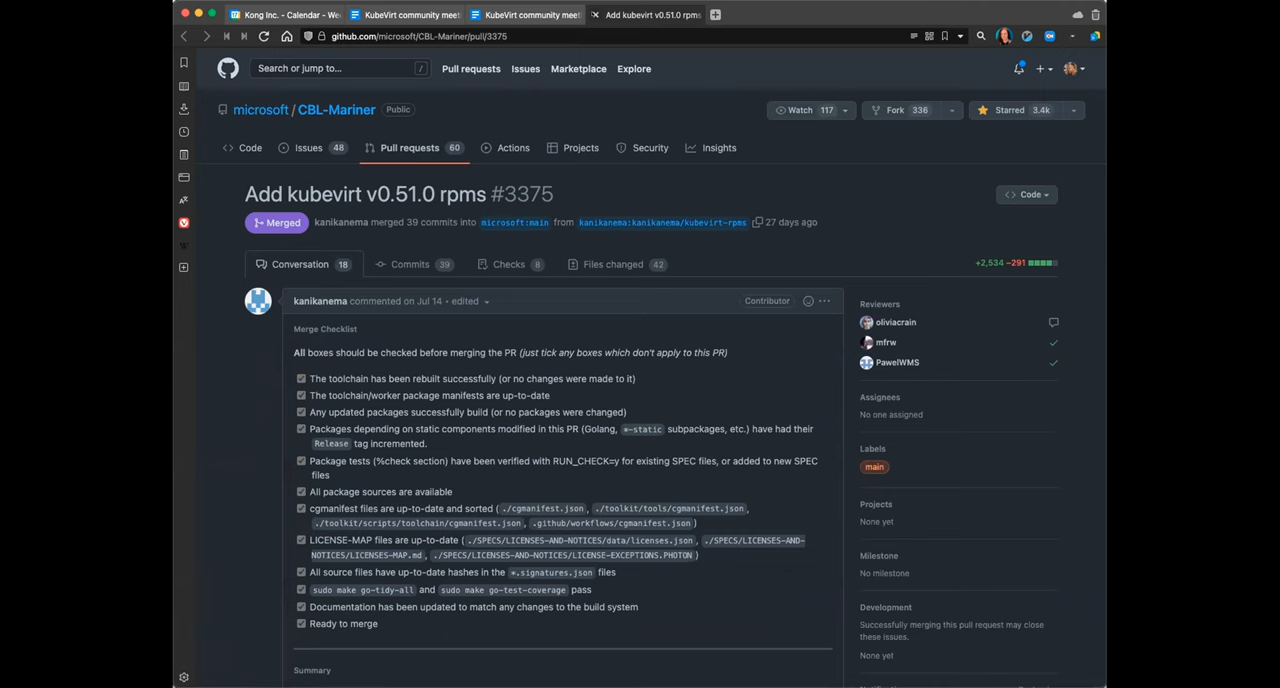 Kong Inc. - Calendar - We
KubeVirt community meet
KubeVirt community meet
Add kubevirt v0.51.0 rpms
github.com/microsoft/CBL-Mariner/pull/3375
Search or jump to...
/
Pull requests
Issues
Marketplace
Explore
microsoft / CBL-Mariner
Public
Watch 117
Fork 336
Starred 3.4k
Code
Issues 48
Pull requests 60
Actions
Projects
Security
Insights
Add kubevirt v0.51.0 rpms #3375
Code
Merged
kanikanema merged 39 commits into microsoft:main from kanikanema:kanikanema/kubevirt-rpms 27 days ago
Conversation 18
Commits 39
Checks 8
Files changed 42
+2,534 −291
kanikanema commented on Jul 14 • edited
Contributor
Merge Checklist
All boxes should be checked before merging the PR (just tick any boxes which don't apply to this PR)
The toolchain has been rebuilt successfully (or no changes were made to it)
The toolchain/worker package manifests are up-to-date
Any updated packages successfully build (or no packages were changed)
Packages depending on static components modified in this PR (Golang, *-static subpackages, etc.) have had their
Release tag incremented.
Package tests (%check section) have been verified with RUN_CHECK=y for existing SPEC files, or added to new SPEC
files
All package sources are available
cgmanifest files are up-to-date and sorted ( ./cgmanifest.json , ./toolkit/tools/cgmanifest.json ,
./toolkit/scripts/toolchain/cgmanifest.json , .github/workflows/cgmanifest.json )
LICENSE-MAP files are up-to-date ( ./SPECS/LICENSES-AND-NOTICES/data/licenses.json , ./SPECS/LICENSES-AND-
NOTICES/LICENSES-MAP.md , ./SPECS/LICENSES-AND-NOTICES/LICENSE-EXCEPTIONS.PHOTON )
All source files have up-to-date hashes in the *.signatures.json files
sudo make go-tidy-all and sudo make go-test-coverage pass
Documentation has been updated to match any changes to the build system
Ready to merge
Summary
Reviewers
oliviacrain
mfrw
PawelWMS
Assignees
No one assigned
Labels
main
Projects
None yet
Milestone
No milestone
Development
Successfully merging this pull request may close
these issues.
None yet